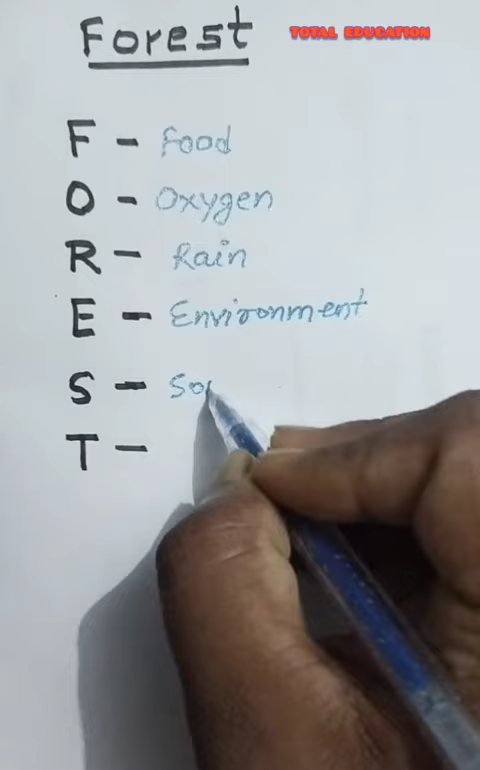 Forest
TOTAL EDUCATION
F - Food
O - Oxygen
R - Rain
E - Environment
S - So
T -